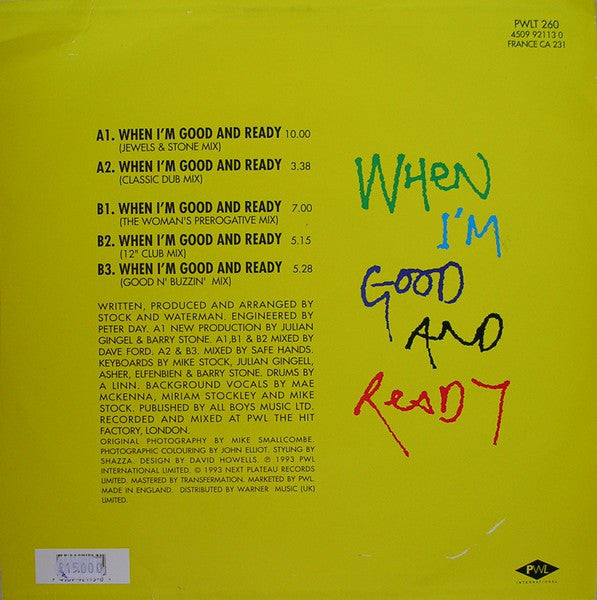 PWLT 260
4509 92113 0
FRANCE CA 231
A1. WHEN I'M GOOD AND READY 10.00
(JEWELS & STONE MIX)
A2. WHEN I'M GOOD AND READY 3.38
(CLASSIC DUB MIX)
B1. WHEN I'M GOOD AND READY 7.00
(THE WOMAN'S PREROGATIVE MIX)
B2. WHEN I'M GOOD AND READY 5.15
(12" CLUB MIX)
B3. WHEN I'M GOOD AND READY 5.28
(GOOD N' BUZZIN' MIX)
WRITTEN, PRODUCED AND ARRANGED BY
STOCK AND WATERMAN. ENGINEERED BY
PETER DAY. A1 NEW PRODUCTION BY JULIAN
GINGEL & BARRY STONE. A1,B1 & B2 MIXED BY
DAVE FORD. A2 & B3. MIXED BY SAFE HANDS.
KEYBOARDS BY MIKE STOCK, JULIAN GINGELL,
ASHER, ELFENBIEN & BARRY STONE. DRUMS BY
A LINN. BACKGROUND VOCALS BY MAE
MCKENNA, MIRIAM STOCKLEY AND MIKE
STOCK. PUBLISHED BY ALL BOYS MUSIC LTD.
RECORDED AND MIXED AT PWL THE HIT
FACTORY, LONDON.
ORIGINAL PHOTOGRAPHY BY MIKE SMALLCOMBE.
PHOTOGRAPHIC COLOURING BY JOHN ELLIOT. STYLING BY
SHAZZA. DESIGN BY DAVID HOWELLS. ℗ 1993 PWL
INTERNATIONAL LIMITED. © 1993 NEXT PLATEAU RECORDS
LIMITED. MASTERED BY TRANSFERMATION. MARKETED BY PWL.
MADE IN ENGLAND. DISTRIBUTED BY WARNER MUSIC (UK)
LIMITED.
WHEN
I'M
GOOD
AND
READY
PWL
INTERNATIONAL